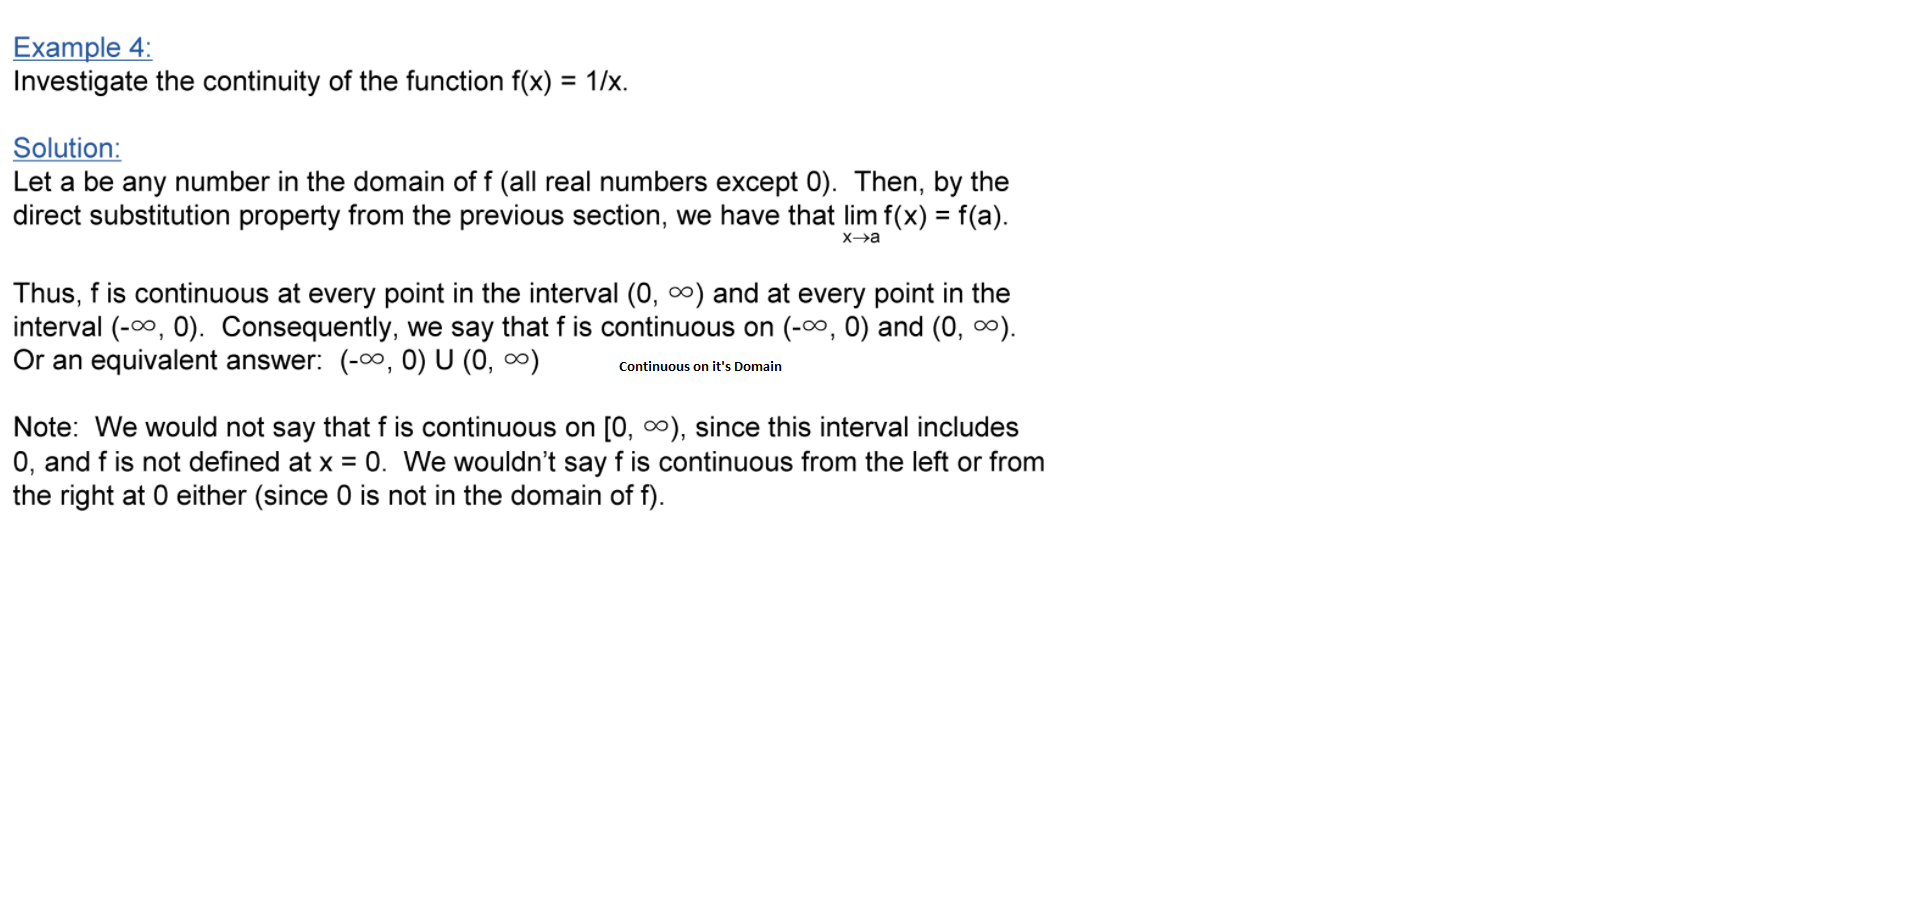 Example 4:
Investigate the continuity of the function f(x) = 1/x.
Solution:
Let a be any number in the domain of f (all real numbers except 0).  Then, by the
direct substitution property from the previous section, we have that lim f(x) = f(a).
x→a
Thus, f is continuous at every point in the interval (0, ∞) and at every point in the
interval (-∞, 0).  Consequently, we say that f is continuous on (-∞, 0) and (0, ∞).
Or an equivalent answer:  (-∞, 0) U (0, ∞)
Continuous on it's Domain
Note:  We would not say that f is continuous on [0, ∞), since this interval includes
0, and f is not defined at x = 0.  We wouldn’t say f is continuous from the left or from
the right at 0 either (since 0 is not in the domain of f).